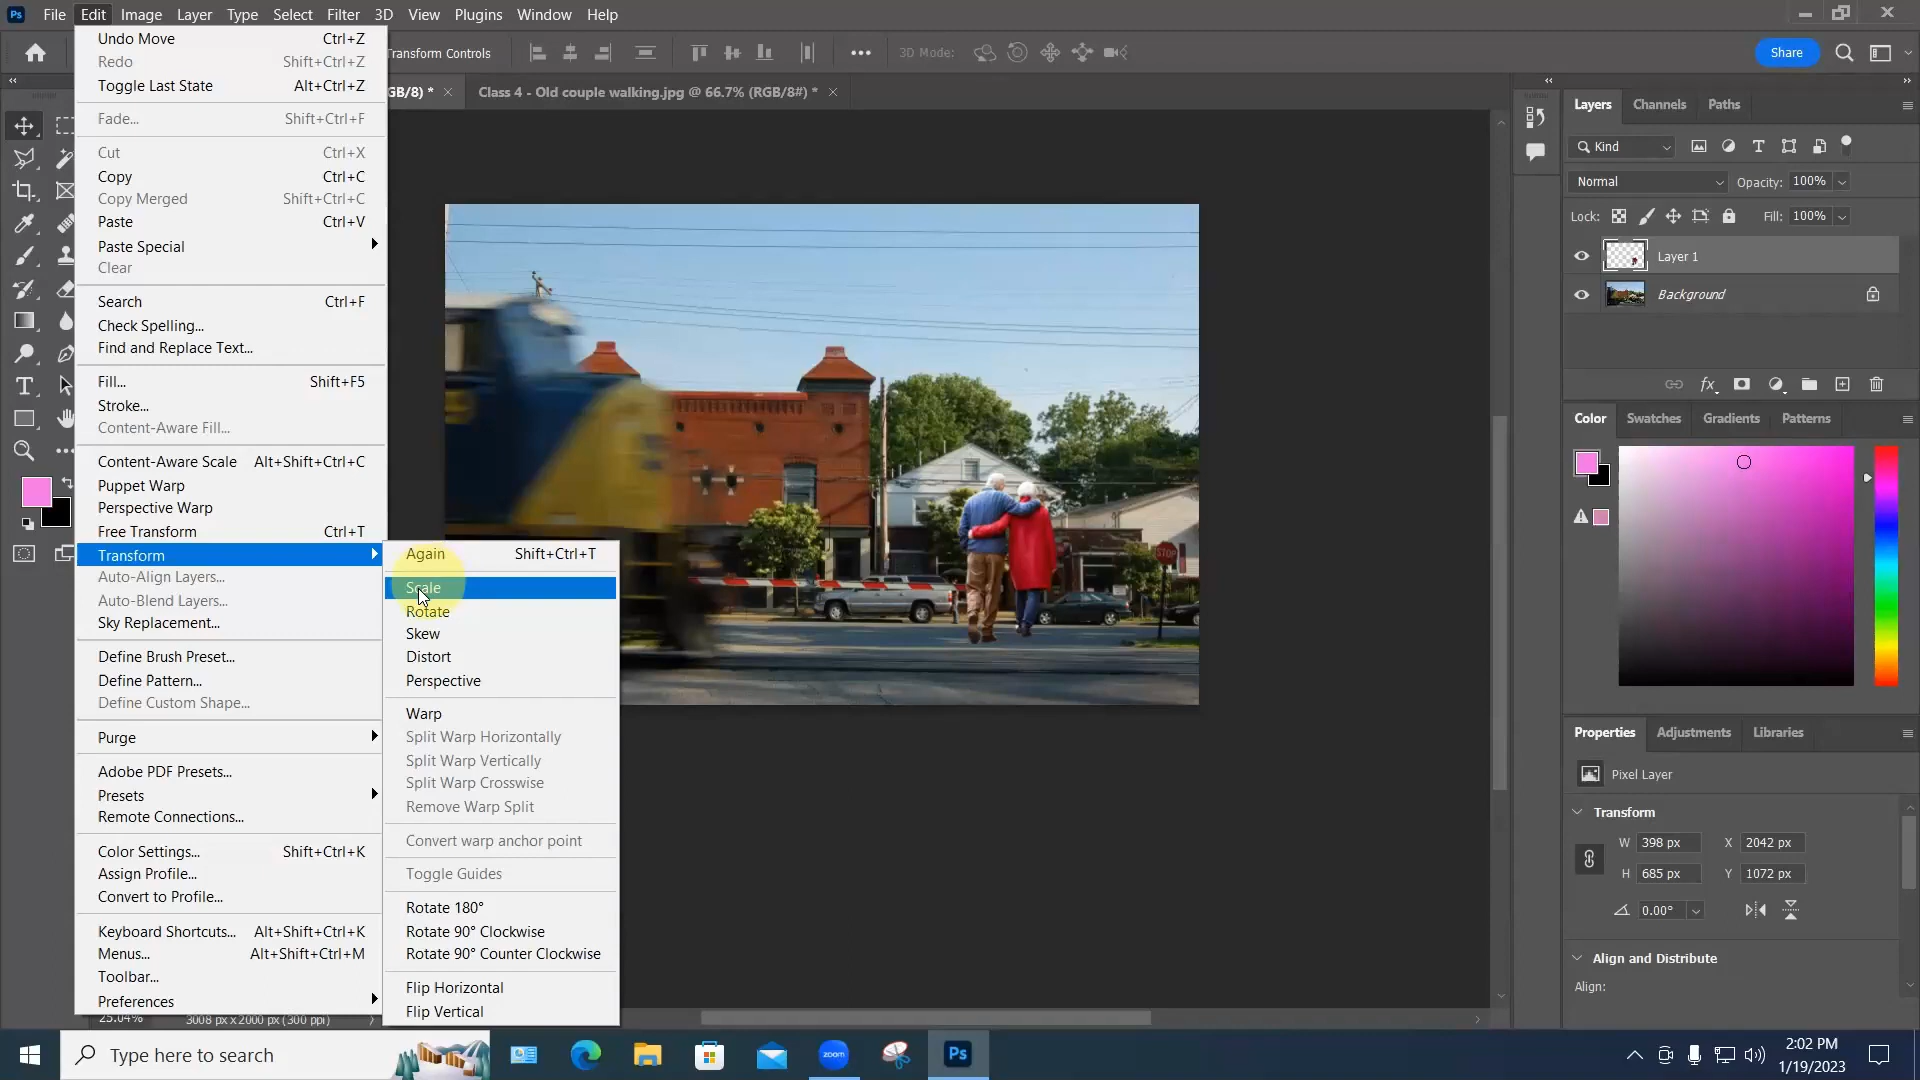 Ps File Edit Image Layer Type Select Filter 3D View Plugins Window Help
Transform Controls 3D Mode: Share
GB/8) * × Class 4 - Old couple walking.jpg @ 66.7% (RGB/8#) * ×
Undo Move Ctrl+Z
Redo Shift+Ctrl+Z
Toggle Last State Alt+Ctrl+Z
Fade... Shift+Ctrl+F
Cut Ctrl+X
Copy Ctrl+C
Copy Merged Shift+Ctrl+C
Paste Ctrl+V
Paste Special
Clear
Search Ctrl+F
Check Spelling...
Find and Replace Text...
Fill... Shift+F5
Stroke...
Content-Aware Fill...
Content-Aware Scale Alt+Shift+Ctrl+C
Puppet Warp
Perspective Warp
Free Transform Ctrl+T
Transform
Auto-Align Layers...
Auto-Blend Layers...
Sky Replacement...
Define Brush Preset...
Define Pattern...
Define Custom Shape...
Purge
Adobe PDF Presets...
Presets
Remote Connections...
Color Settings... Shift+Ctrl+K
Assign Profile...
Convert to Profile...
Keyboard Shortcuts... Alt+Shift+Ctrl+K
Menus... Alt+Shift+Ctrl+M
Toolbar...
Preferences
Again Shift+Ctrl+T
Scale
Rotate
Skew
Distort
Perspective
Warp
Split Warp Horizontally
Split Warp Vertically
Split Warp Crosswise
Remove Warp Split
Convert warp anchor point
Toggle Guides
Rotate 180°
Rotate 90° Clockwise
Rotate 90° Counter Clockwise
Flip Horizontal
Flip Vertical
STOP
25.04% 3008 px x 2000 px (300 ppi)
Layers Channels Paths
Kind
Normal Opacity: 100%
Lock: Fill: 100%
Layer 1
Background
fx
Color Swatches Gradients Patterns
Properties Adjustments Libraries
Pixel Layer
Transform
W 398 px X 2042 px
H 685 px Y 1072 px
0.00°
Align and Distribute
Align:
Type here to search
zoom
Ps
2:02 PM
1/19/2023